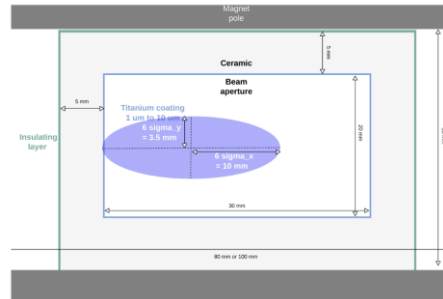 Magnet
pole
Ceramic
5 mm
Beam
aperture
5 mm
Titanium coating
1 um to 10 um
Insulating
layer
6 sigma_y
= 3.5 mm
20 mm
6 sigma_x
= 10 mm
30 mm
80 mm or 100 mm